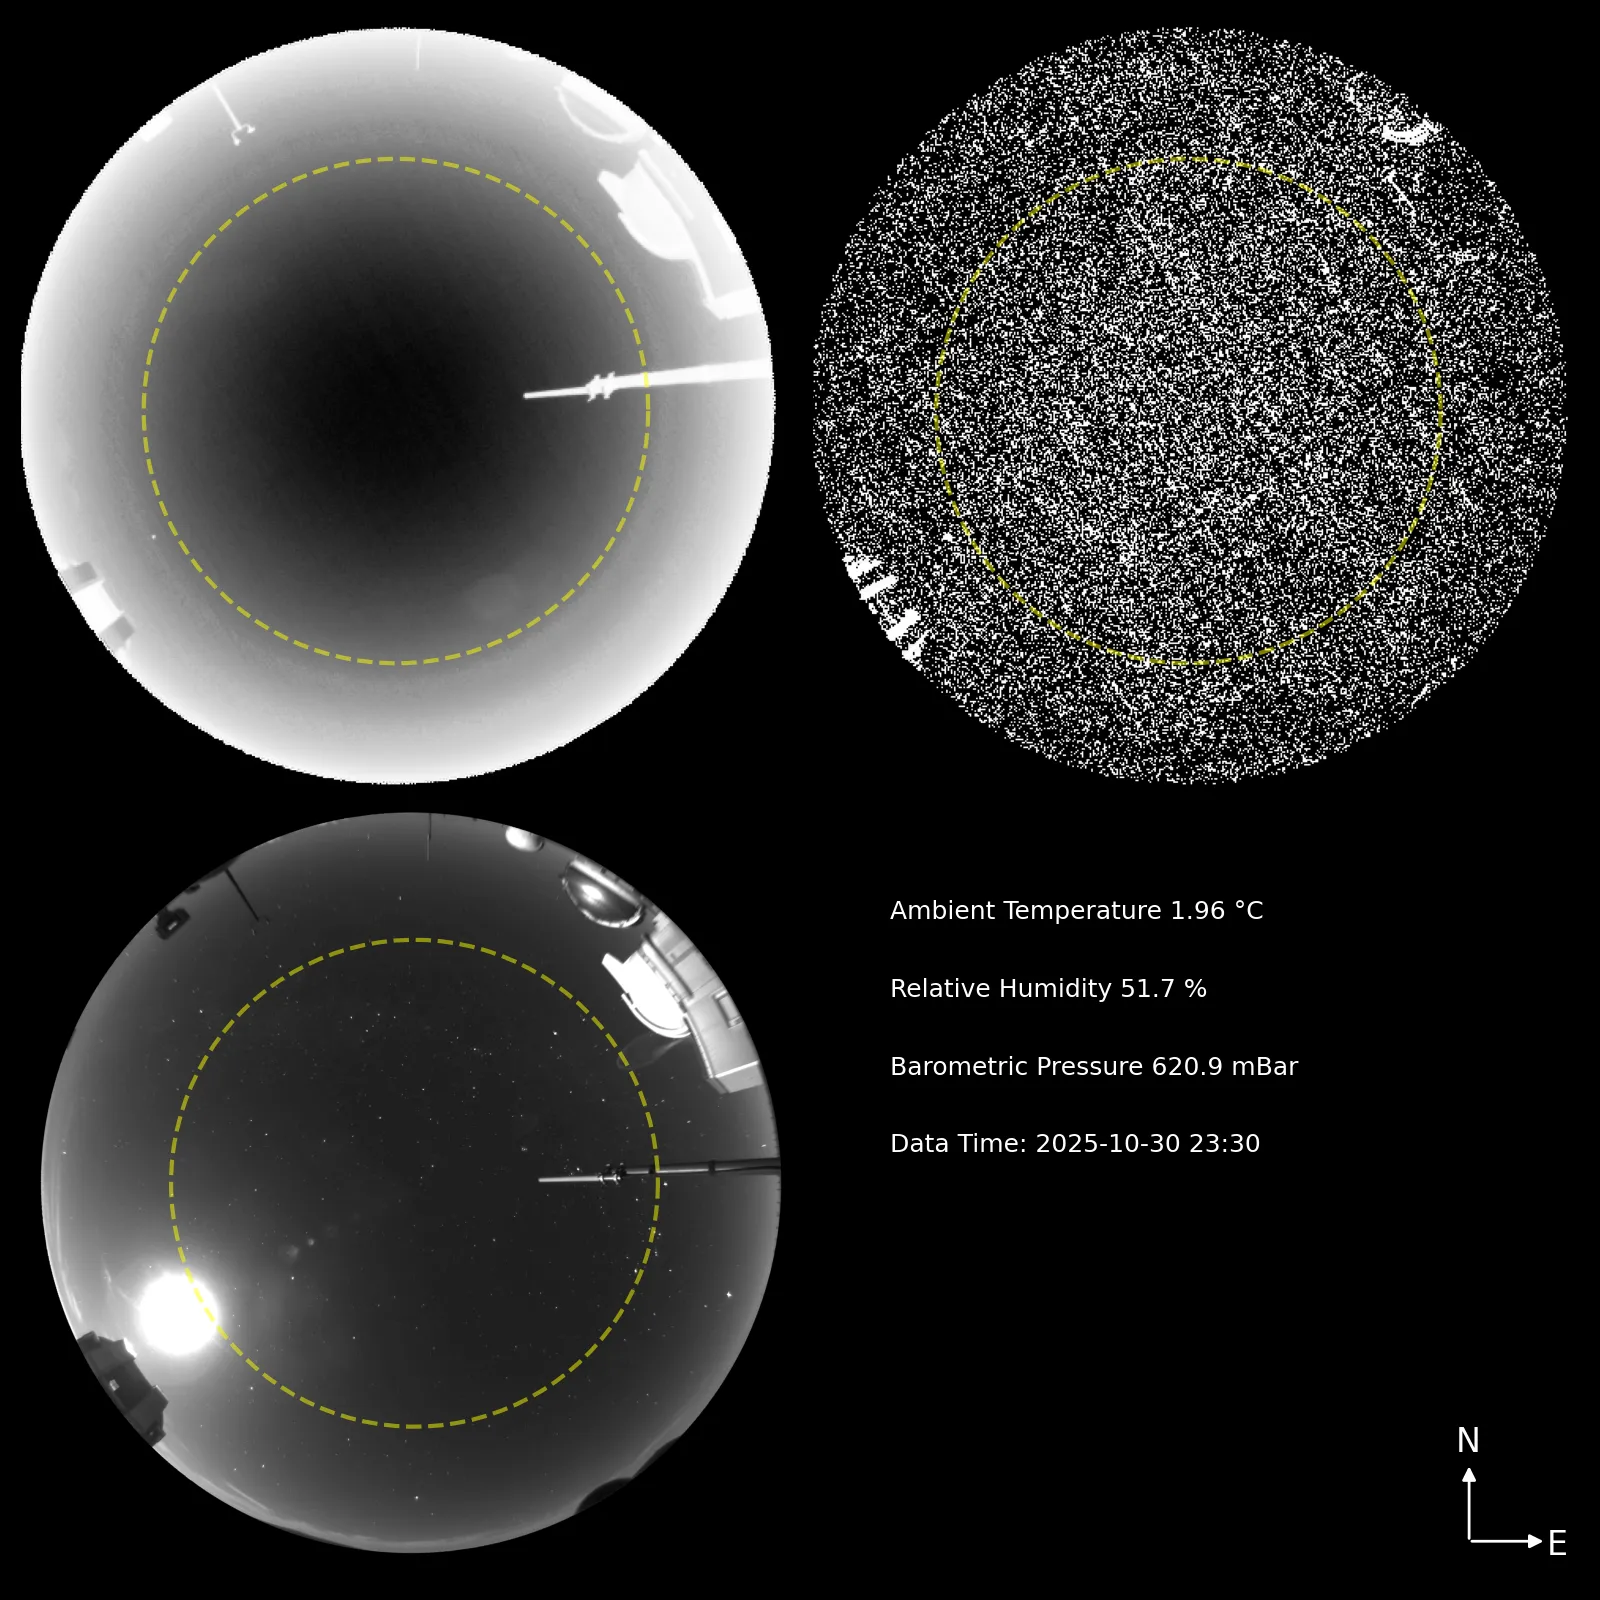 Ambient Temperature 1.96 °C
Relative Humidity 51.7 %
Barometric Pressure 620.9 mBar
Data Time: 2025-10-30 23:30
N
E